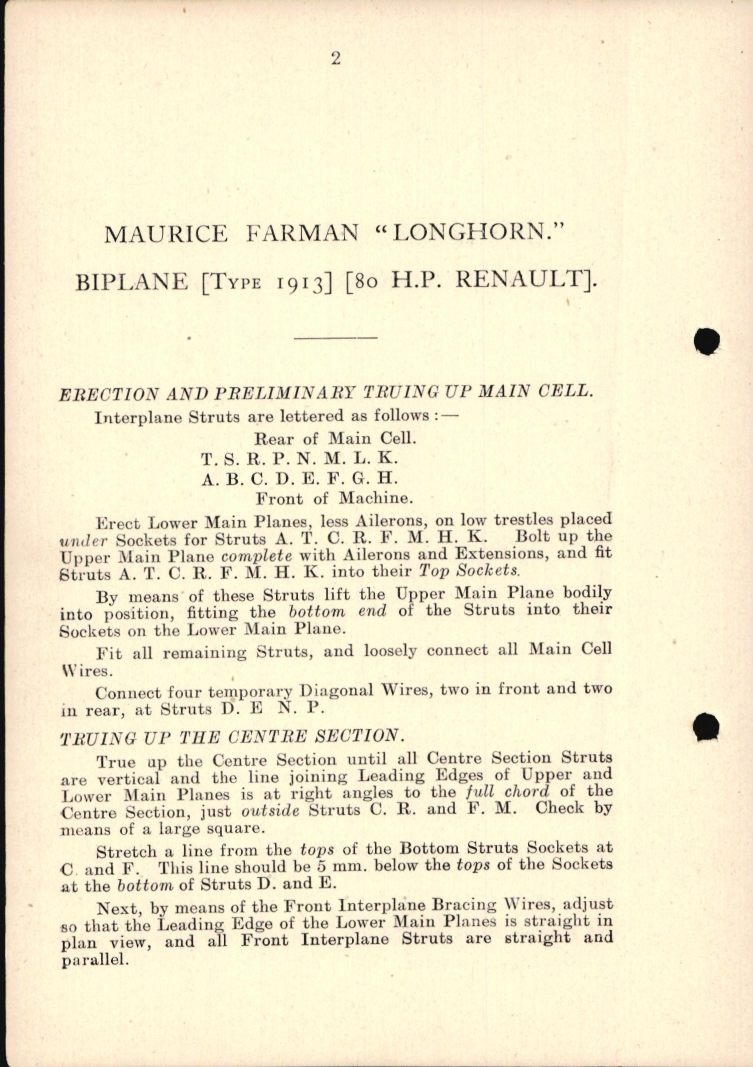 2
MAURICE FARMAN “LONGHORN.”
BIPLANE [TYPE 1913] [80 H.P. RENAULT].
ERECTION AND PRELIMINARY TRUING UP MAIN CELL.
Interplane Struts are lettered as follows :—
Rear of Main Cell.
T. S. R. P. N. M. L. K.
A. B. C. D. E. F. G. H.
Front of Machine.
Erect Lower Main Planes, less Ailerons, on low trestles placed
under Sockets for Struts A. T. C. R. F. M. H. K. Bolt up the
Upper Main Plane complete with Ailerons and Extensions, and fit
Struts A. T. C. R. F. M. H. K. into their Top Sockets.
By means of these Struts lift the Upper Main Plane bodily
into position, fitting the bottom end of the Struts into their
Sockets on the Lower Main Plane.
Fit all remaining Struts, and loosely connect all Main Cell
Wires.
Connect four temporary Diagonal Wires, two in front and two
in rear, at Struts D. E N. P.
TRUING UP THE CENTRE SECTION.
True up the Centre Section until all Centre Section Struts
are vertical and the line joining Leading Edges of Upper and
Lower Main Planes is at right angles to the full chord of the
Centre Section, just outside Struts C. R. and F. M. Check by
means of a large square.
Stretch a line from the tops of the Bottom Struts Sockets at
C. and F. This line should be 5 mm. below the tops of the Sockets
at the bottom of Struts D. and E.
Next, by means of the Front Interplane Bracing Wires, adjust
so that the Leading Edge of the Lower Main Planes is straight in
plan view, and all Front Interplane Struts are straight and
parallel.